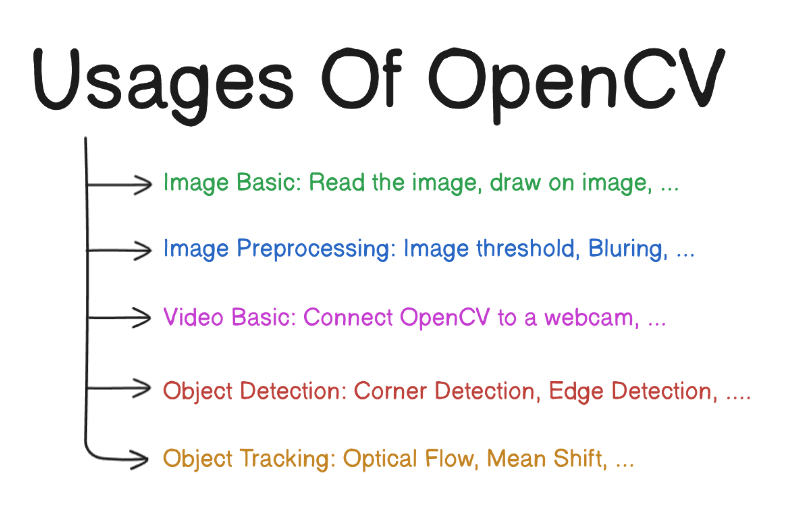 Usages Of OpenCV
Image Basic: Read the image, draw on image, ...
Image Preprocessing: Image threshold, Bluring, ...
Video Basic: Connect OpenCV to a webcam, ...
Object Detection: Corner Detection, Edge Detection, ....
Object Tracking: Optical Flow, Mean Shift, ...